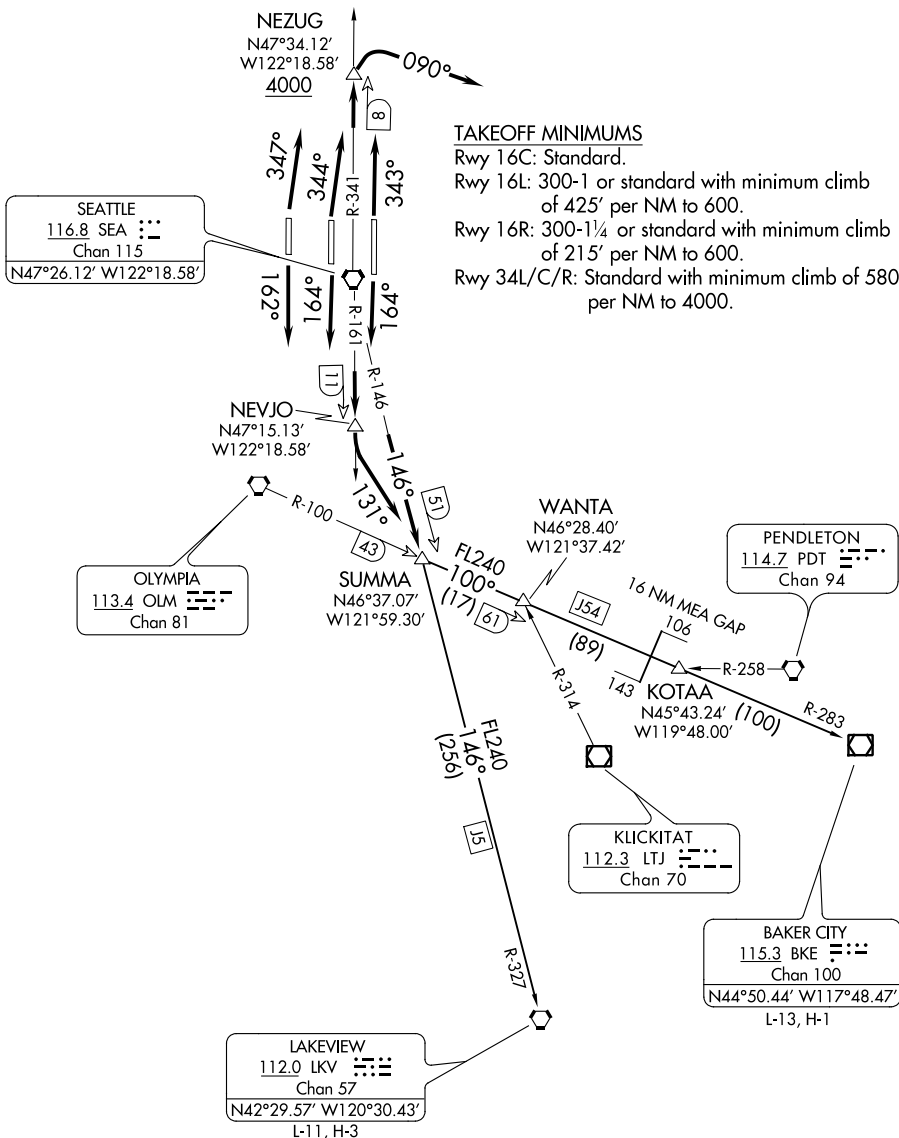 NEZUG
N47°34.12'
W122°18.58'
4000
090°
8
347°
344°
R-341
343°
TAKEOFF MINIMUMS
Rwy 16C: Standard.
Rwy 16L: 300-1 or standard with minimum climb
of 425' per NM to 600.
Rwy 16R: 300-1¼ or standard with minimum climb
of 215' per NM to 600.
Rwy 34L/C/R: Standard with minimum climb of 580
per NM to 4000.
SEATTLE
116.8 SEA
Chan 115
N47°26.12' W122°18.58'
162°
164°
R-161
164°
11
R-146
NEVJO
N47°15.13'
W122°18.58'
131°
146°
51
R-100
43
OLYMPIA
113.4 OLM
Chan 81
SUMMA
N46°37.07'
W121°59.30'
FL240
100°
(17)
61
WANTA
N46°28.40'
W121°37.42'
J54
(89)
16 NM MEA GAP
106
143
PENDLETON
114.7 PDT
Chan 94
R-258
KOTAA
N45°43.24'
W119°48.00'
(100)
R-283
R-314
KLICKITAT
112.3 LTJ
Chan 70
FL240
146°
(256)
J5
R-327
BAKER CITY
115.3 BKE
Chan 100
N44°50.44' W117°48.47'
L-13, H-1
LAKEVIEW
112.0 LKV
Chan 57
N42°29.57' W120°30.43'
L-11, H-3